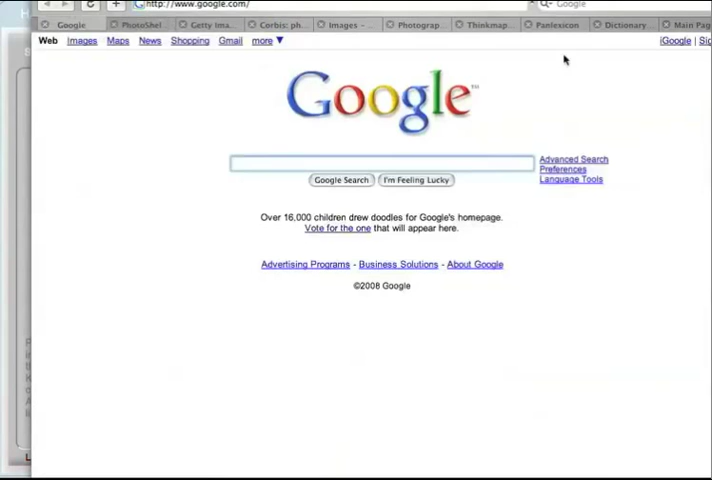 http://www.google.com/
Google
Google
PhotoShel
Getty Ima...
Corbis: ph...
Images - ...
Photograp...
Thinkmap...
Panlexicon
Dictionary...
Main Pag
Web Images Maps News Shopping Gmail more ▼
iGoogle |
Google™
Advanced Search
Preferences
Language Tools
Google Search
I'm Feeling Lucky
Over 16,000 children drew doodles for Google's homepage.
Vote for the one that will appear here.
Advertising Programs - Business Solutions - About Google
©2008 Google